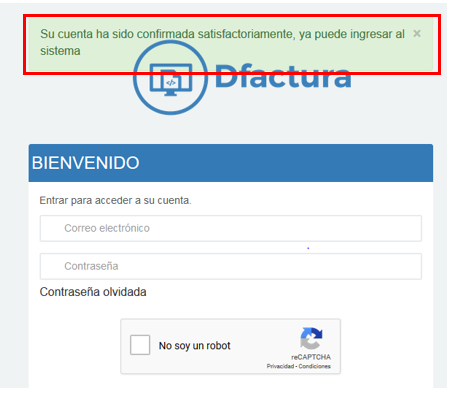 Su cuenta ha sido confirmada satisfactoriamente, ya puede ingresar al ×
sistema
</>
Dfactura
BIENVENIDO
Entrar para acceder a su cuenta.
Correo electrónico
Contraseña
Contraseña olvidada
No soy un robot
reCAPTCHA
Privacidad - Condiciones